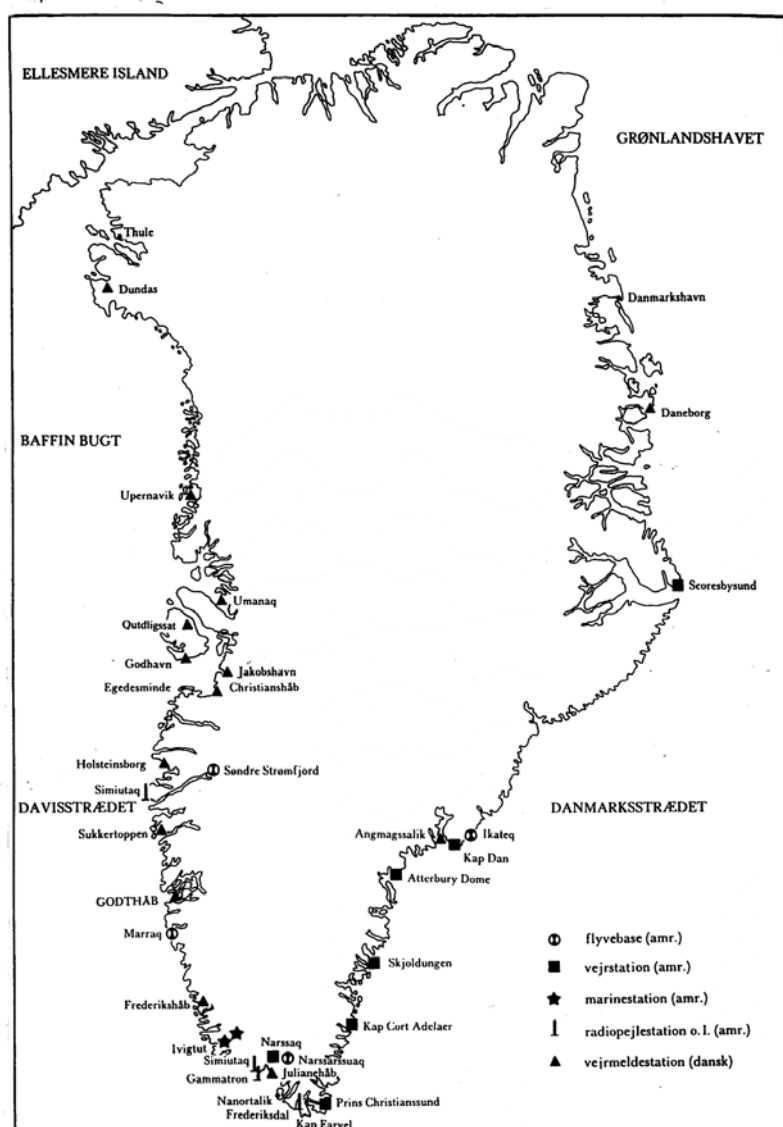 ELLESMERE ISLAND
GRØNLANDSHAVET
Thule
Dundas
Danmarkshavn
Daneborg
BAFFIN BUGT
Upernavik
Scoresbysund
Umanaq
Qutdligssat
Godhavn
Jakobshavn
Egedesminde
Christianshåb
Holsteinsborg
Søndre Strømfjord
Simiutaq
DAVISSTRÆDET
DANMARKSSTRÆDET
Sukkertoppen
Angmagssalik
Ikateq
Kap Dan
Atterbury Dome
GODTHÅB
Marraq
flyvebase (amr.)
Skjoldungen
vejrstation (amr.)
Frederikshåb
marinestation (amr.)
Kap Cort Adelaer
radiopejlestation o.l. (amr.)
Ivigtut
Narssaq
Simiutaq
Narssarssuaq
vejrmeldestation (dansk)
Gammatron
Julianehåb
Nanortalik
Prins Christianssund
Frederiksdal
Kap Farvel